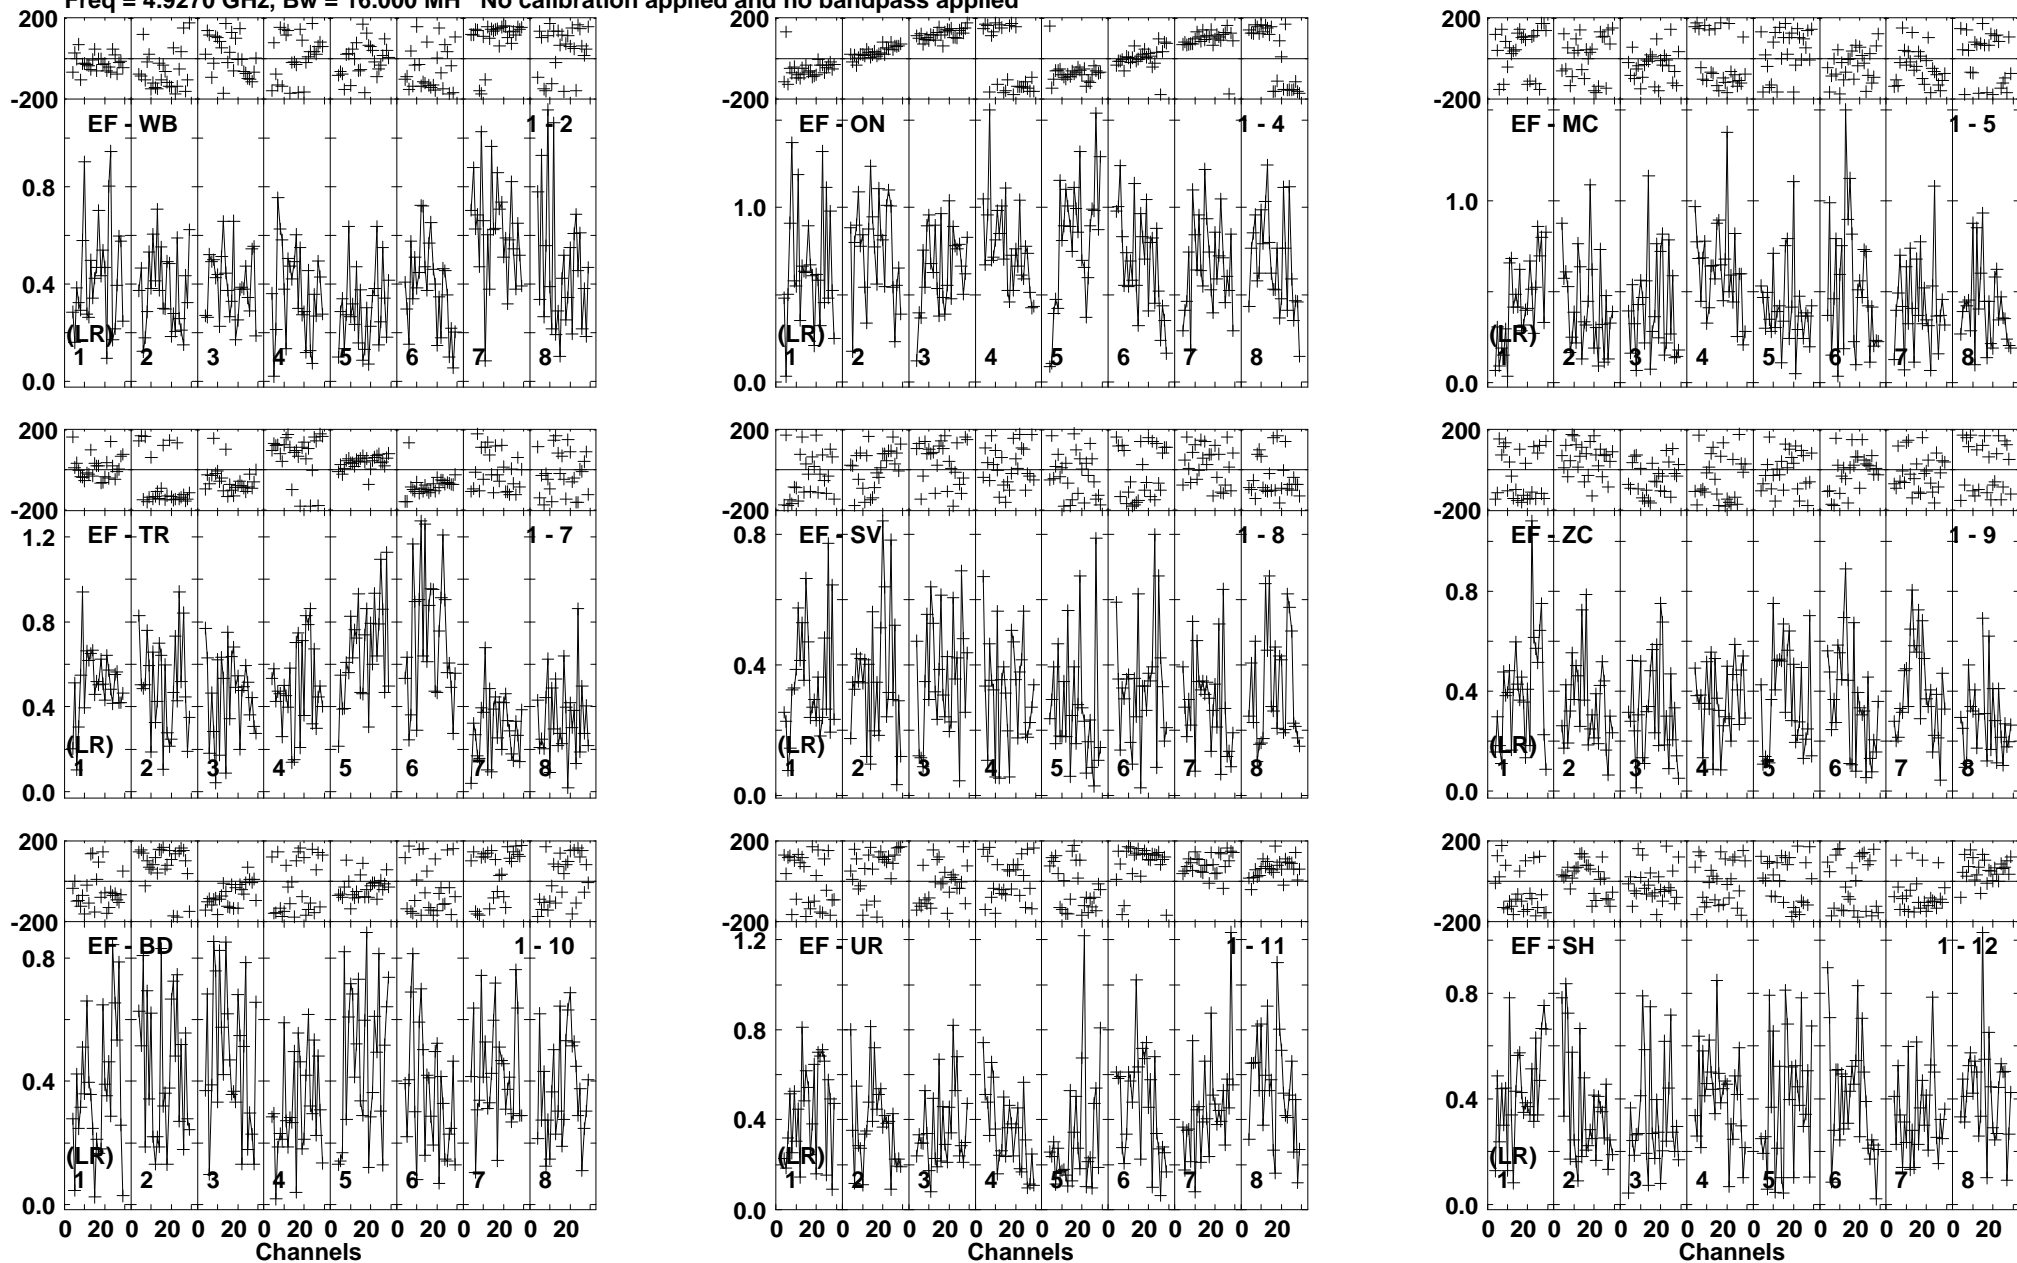 Freq = 4.9270 GHz, Bw = 16.000 MH No calibration applied and no bandpass applied
200 200 200
-200 -200 -200
EF - WB 1 - 2 EF - ON 1 - 4 EF - MC 1 - 5
0.8 1.0 1.0
0.4
(LR) (LR) (LR)
1 2 3 4 5 6 7 8 1 2 3 4 5 6 7 8 1 2 3 4 5 6 7 8
0.0 0.0 0.0
200 200 200
-200 -200 -200
EF - TR 1 - 7 EF - SV 1 - 8 EF - ZC 1 - 9
1.2 0.8
0.8 0.8
0.4 0.4 0.4
(LR) (LR) (LR)
1 2 3 4 5 6 7 8 1 2 3 4 5 6 7 8 1 2 3 4 5 6 7 8
0.0 0.0 0.0
200 200 200
-200 -200 -200
EF - BD 1 - 10 EF - UR 1 - 11 EF - SH 1 - 12
0.8 1.2 0.8
0.8
0.4 0.4 0.4
(LR) (LR) (LR)
1 2 3 4 5 6 7 8 1 2 3 4 5 6 7 8 1 2 3 4 5 6 7 8
0.0 0.0 0.0
0 20 0 20 0 20 0 20 0 20 0 20 0 20 0 20 0 20 0 20 0 20 0 20 0 20 0 20 0 20 0 20 0 20 0 20 0 20 0 20 0 20 0 20 0 20 0 20
Channels Channels Channels